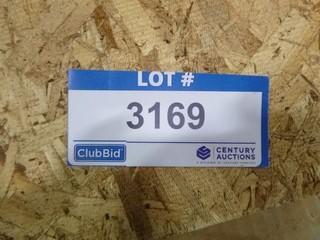 LOT #
3169
ClubBid
CENTURY
AUCTIONS